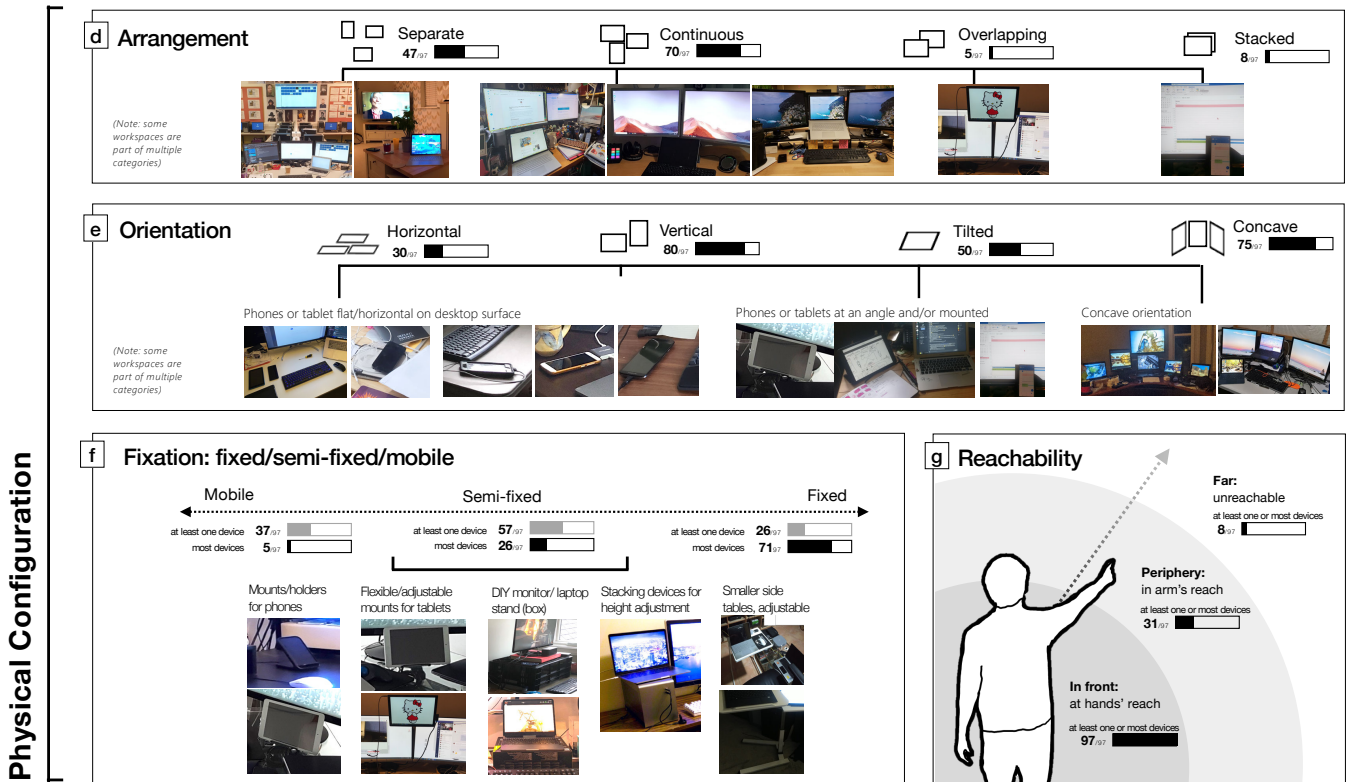 Physical Configuration
d Arrangement
Separate
47/97
Continuous
70/97
Overlapping
5/97
Stacked
8/97
(Note: some
workspaces are
part of multiple
categories)
e Orientation
Horizontal
30/97
Vertical
80/97
Tilted
50/97
Concave
75/97
Phones or tablet flat/horizontal on desktop surface
Phones or tablets at an angle and/or mounted
Concave orientation
(Note: some
workspaces are
part of multiple
categories)
f Fixation: fixed/semi-fixed/mobile
Mobile
at least one device 37/97
most devices 5/97
Semi-fixed
at least one device 57/97
most devices 26/97
Fixed
at least one device 26/97
most devices 71/97
Mounts/holders
for phones
Flexible/adjustable
mounts for tablets
DIY monitor/ laptop
stand (box)
Stacking devices for
height adjustment
Smaller side
tables, adjustable
g Reachability
Far:
unreachable
at least one or most devices
8/97
Periphery:
in arm's reach
at least one or most devices
31/97
In front:
at hands' reach
at least one or most devices
97/97